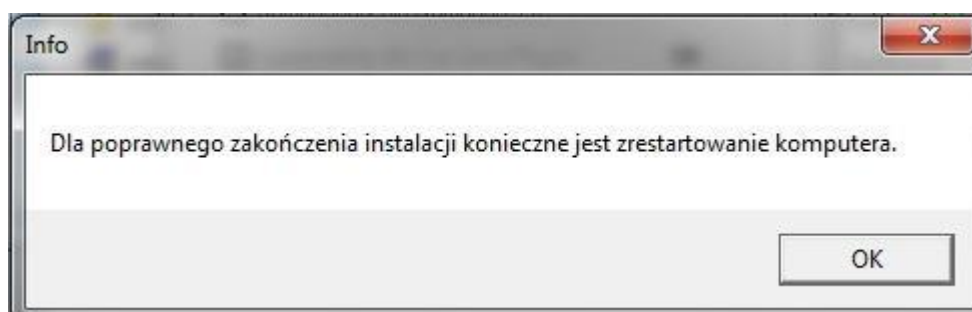 Info
Dla poprawnego zakończenia instalacji konieczne jest zrestartowanie komputera.
OK